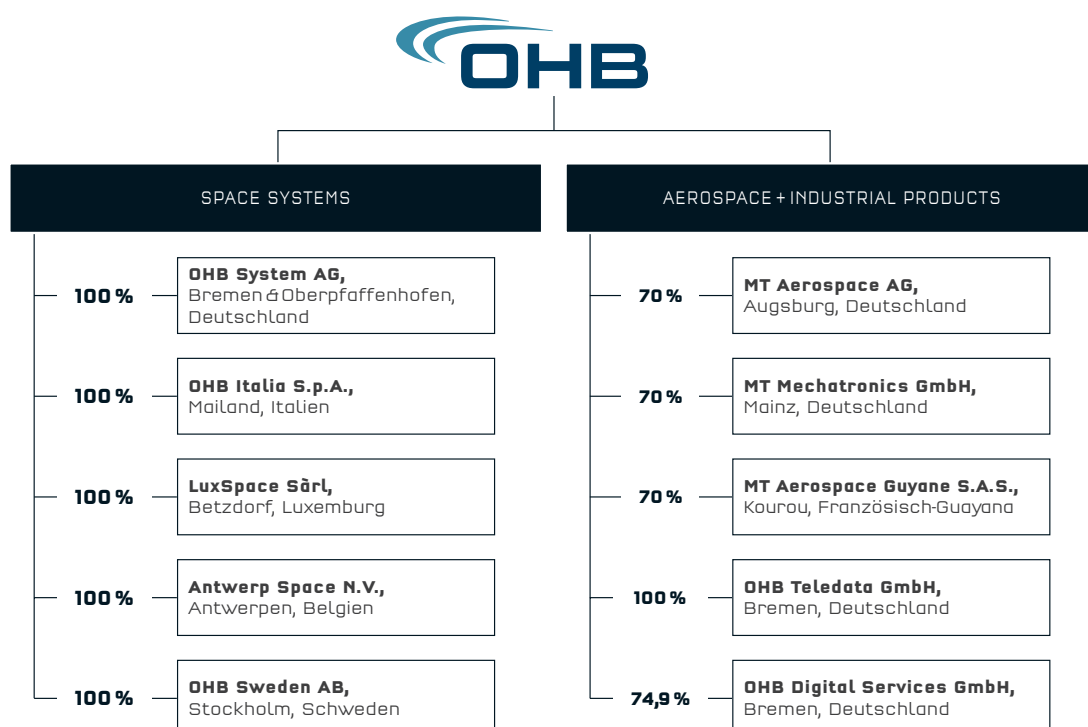 OHB
SPACE SYSTEMS
100 %
OHB System AG,
Bremen & Oberpfaffenhofen,
Deutschland
100 %
OHB Italia S.p.A.,
Mailand, Italien
100 %
LuxSpace Sàrl,
Betzdorf, Luxemburg
100 %
Antwerp Space N.V.,
Antwerpen, Belgien
100 %
OHB Sweden AB,
Stockholm, Schweden
AEROSPACE + INDUSTRIAL PRODUCTS
70 %
MT Aerospace AG,
Augsburg, Deutschland
70 %
MT Mechatronics GmbH,
Mainz, Deutschland
70 %
MT Aerospace Guyane S.A.S.,
Kourou, Französisch-Guayana
100 %
OHB Teledata GmbH,
Bremen, Deutschland
74,9 %
OHB Digital Services GmbH,
Bremen, Deutschland